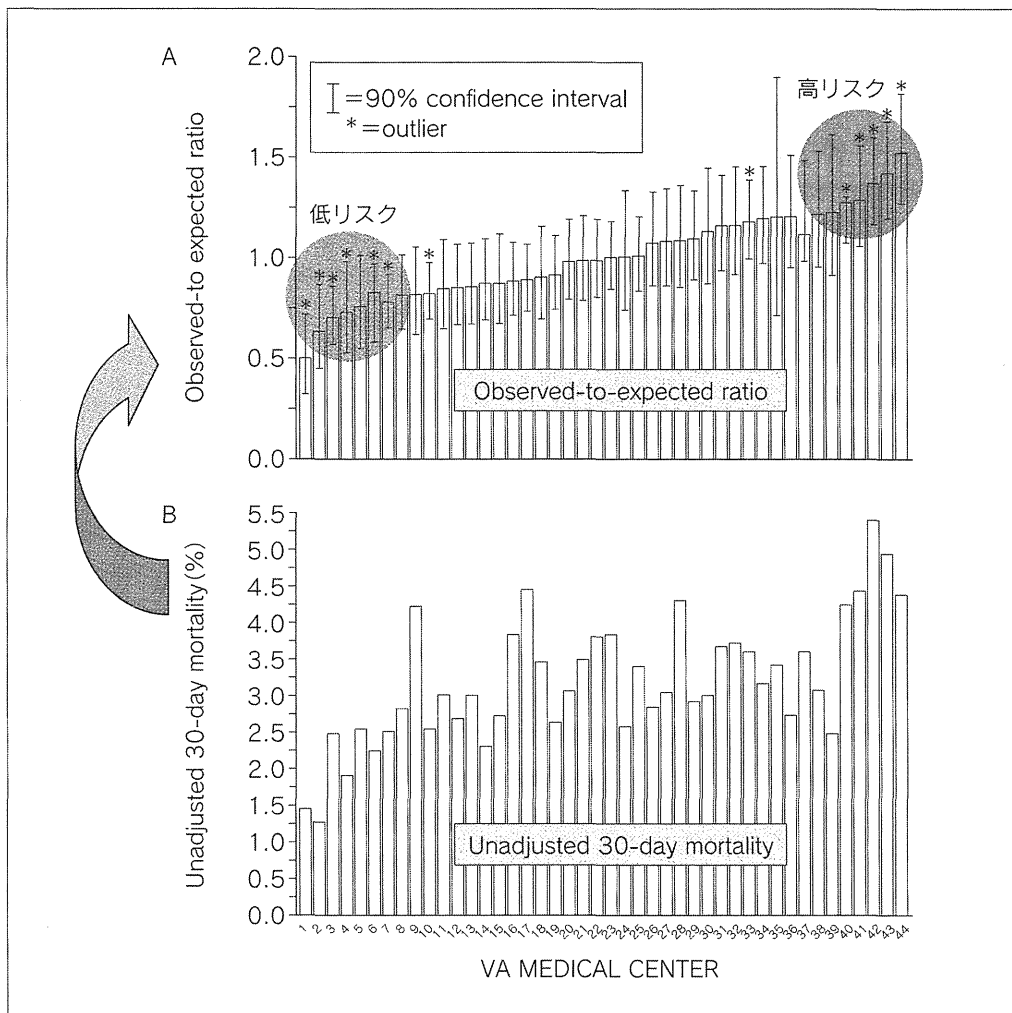 A
Observed-to expected ratio
2.0
1.5
1.0
0.5
0.0
=90% confidence interval
*=outlier
低リスク
高リスク
* * * * * * *
* * * * * *
Observed-to-expected ratio
B
Unadjusted 30-day mortality(%)
5.5
5.0
4.5
4.0
3.5
3.0
2.5
2.0
1.5
1.0
0.5
0.0
Unadjusted 30-day mortality
1 2 3 4 5 6 7 8 9 10 11 12 13 14 15 16 17 18 19 20 21 22 23 24 25 26 27 28 29 30 31 32 33 34 35 36 37 38 39 40 41 42 43 44
VA MEDICAL CENTER